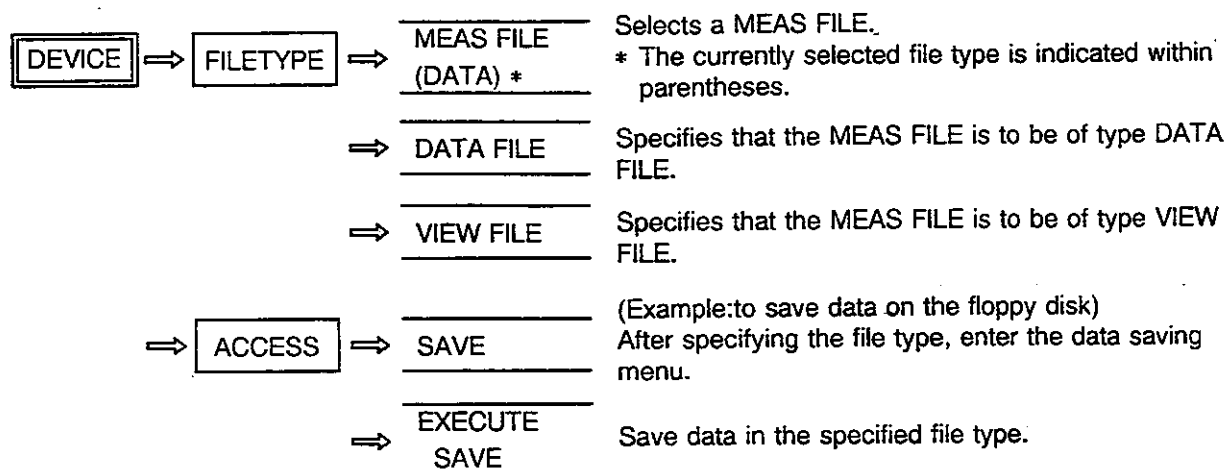 DEVICE ⇒ FILETYPE ⇒ MEAS FILE
(DATA) *
Selects a MEAS FILE.
* The currently selected file type is indicated within
parentheses.
⇒ DATA FILE
Specifies that the MEAS FILE is to be of type DATA
FILE.
⇒ VIEW FILE
Specifies that the MEAS FILE is to be of type VIEW
FILE.
⇒ ACCESS ⇒ SAVE
(Example:to save data on the floppy disk)
After specifying the file type, enter the data saving
menu.
⇒ EXECUTE
SAVE
Save data in the specified file type.